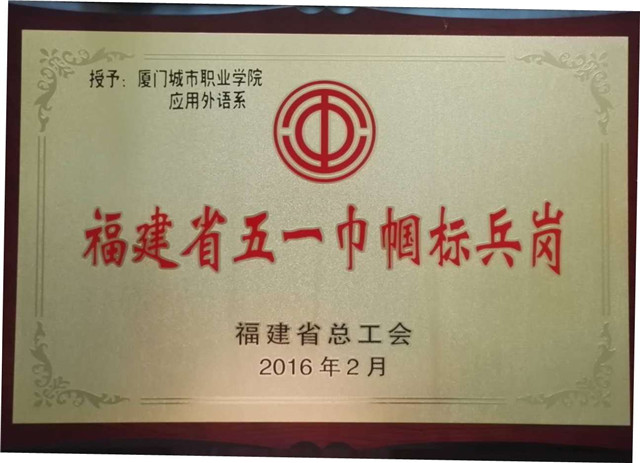 授予：厦门城市职业学院
应用外语系
福建省五一巾帼标兵岗
福建省总工会
2016年2月